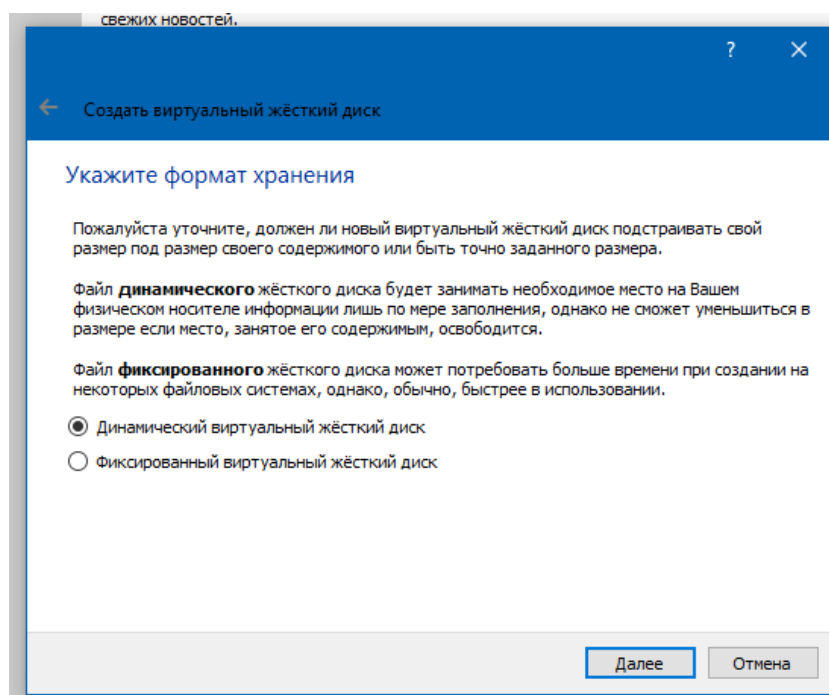 свежих новостей.
?
Создать виртуальный жёсткий диск
Укажите формат хранения
Пожалуйста уточните, должен ли новый виртуальный жёсткий диск подстраивать свой
размер под размер своего содержимого или быть точно заданного размера.
Файл динамического жёсткого диска будет занимать необходимое место на Вашем
физическом носителе информации лишь по мере заполнения, однако не сможет уменьшиться в
размере если место, занятое его содержимым, освободится.
Файл фиксированного жёсткого диска может потребовать больше времени при создании на
некоторых файловых системах, однако, обычно, быстрее в использовании.
Динамический виртуальный жёсткий диск
Фиксированный виртуальный жёсткий диск
Далее Отмена